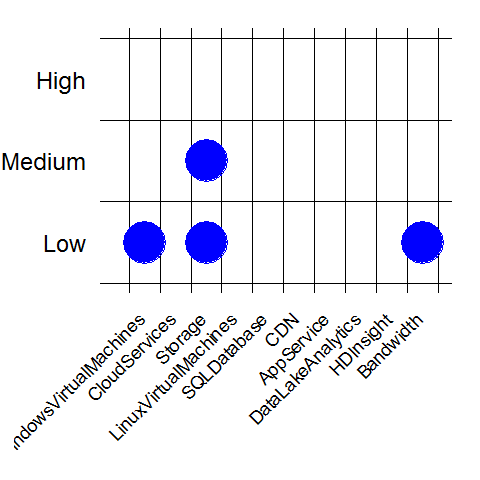 High
Medium
Low
ndowsVirtualMachines
CloudServices
Storage
LinuxVirtualMachines
SQLDatabase
CDN
AppService
DataLakeAnalytics
HDInsight
Bandwidth